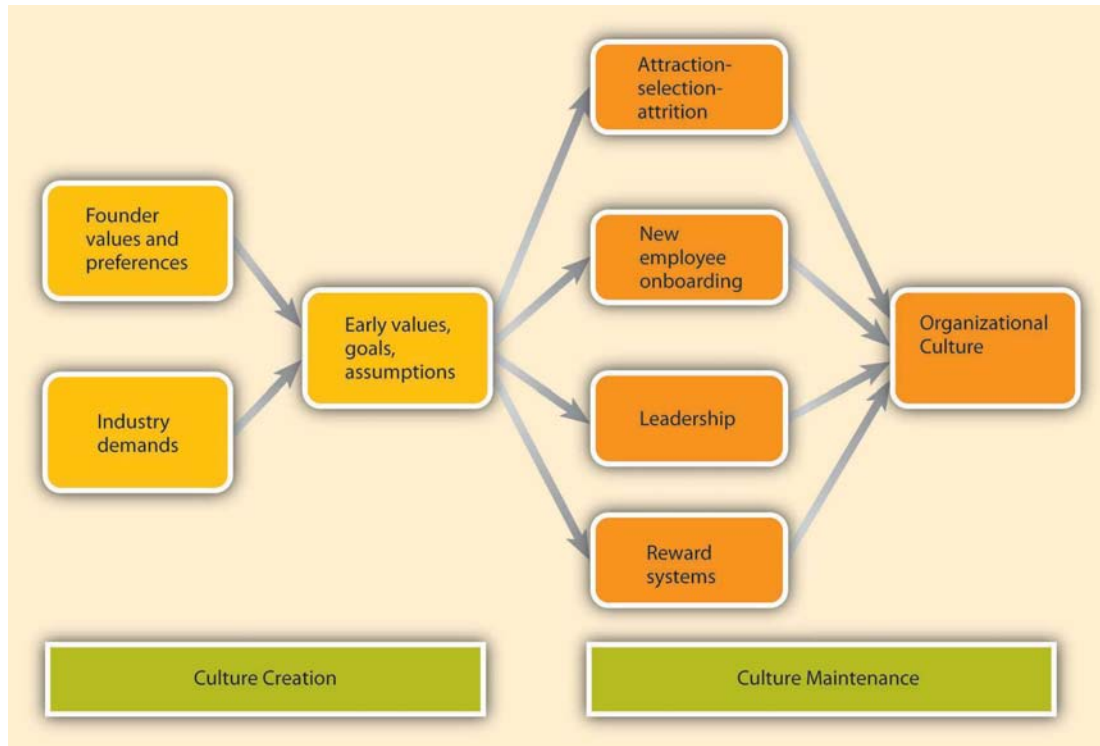 Founder
values and
preferences
Industry
demands
Early values,
goals,
assumptions
Attraction-
selection-
attrition
New
employee
onboarding
Leadership
Reward
systems
Organizational
Culture
Culture Creation
Culture Maintenance